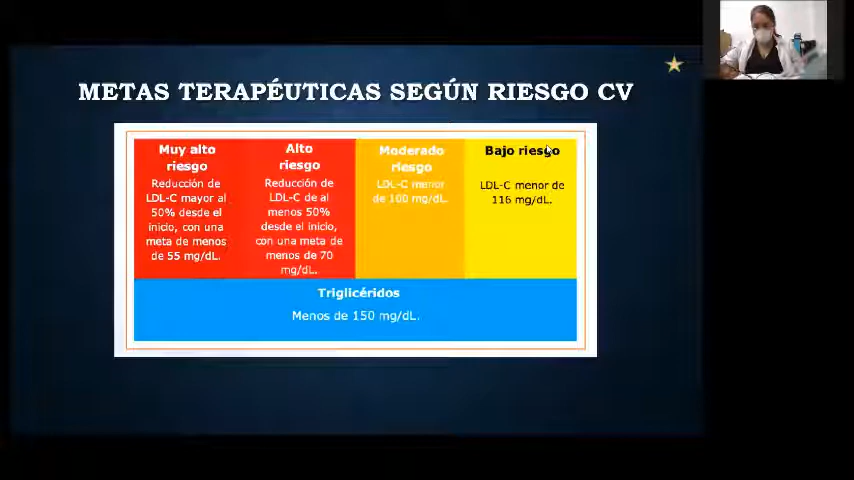 METAS TERAPÉUTICAS SEGÚN RIESGO CV
Muy alto
riesgo
Reducción de
LDL-C mayor al
50% desde el
inicio, con una
meta de menos
de 55 mg/dL.
Alto
riesgo
Reducción de
LDL-C de al
menos 50%
desde el inicio,
con una meta de
menos de 70
mg/dL.
Moderado
riesgo
LDL-C menor
de 100 mg/dL.
Bajo riesgo
LDL-C menor de
116 mg/dL.
Triglicéridos
Menos de 150 mg/dL.